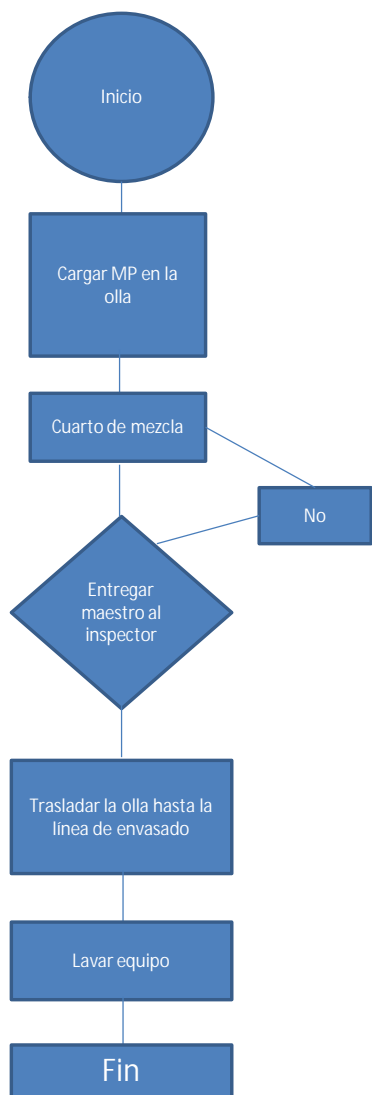 Inicio
Cargar MP en la
olla
Cuarto de mezcla
No
Entregar
maestro al
inspector
Trasladar la olla hasta la
línea de envasado
Lavar equipo
Fin